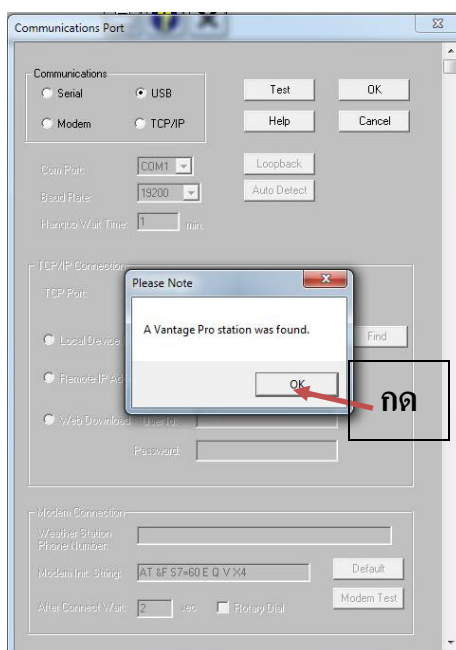 Communications Port
Communications
Serial USB Test OK
Modem TCP/IP Help Cancel
Com Port: COM1 Loopback
Baud Rate: 19200 Auto Detect
Hangup Wait Time: 1 min.
TCP/IP Connection
TCP Port:
Please Note
A Vantage Pro station was found.
Local Device Find
OK
กด
Remote IP Ad
Web Download User Id:
Password:
Modem Connection
Weather Station
Phone Number:
Modem Init. String: AT &F S7=60 E Q V X4 Default
After Connect Wait: 2 sec Rotary Dial Modem Test